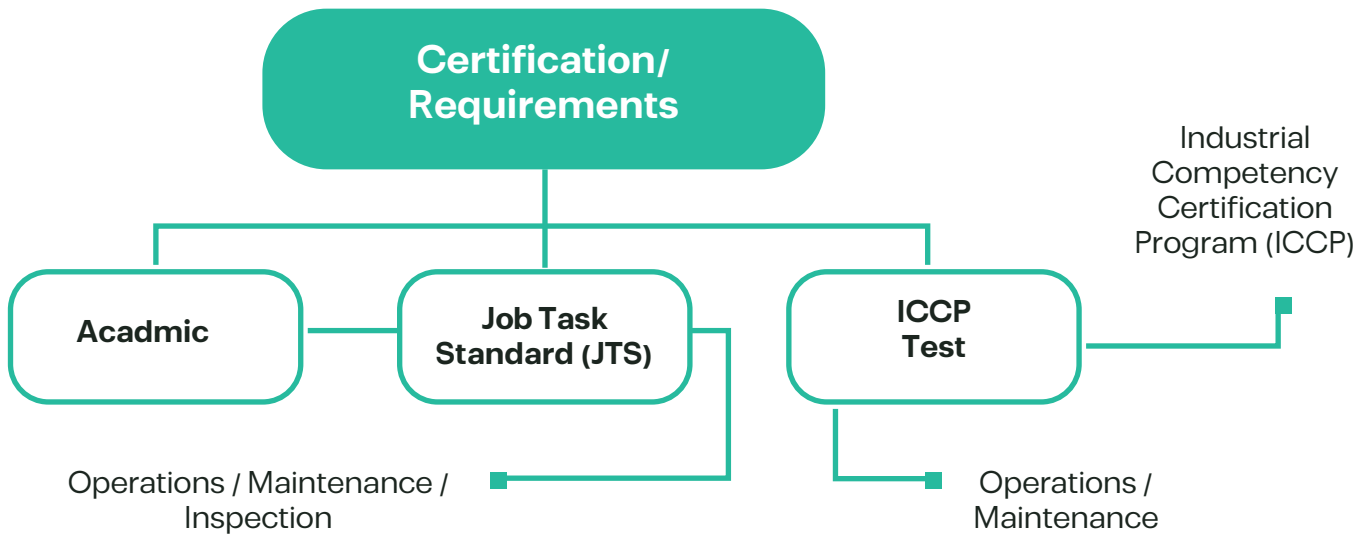 Certification/
Requirements
Industrial
Competency
Certification
Program (ICCP)
Acadmic
Job Task
Standard (JTS)
ICCP
Test
Operations / Maintenance /
Inspection
Operations /
Maintenance